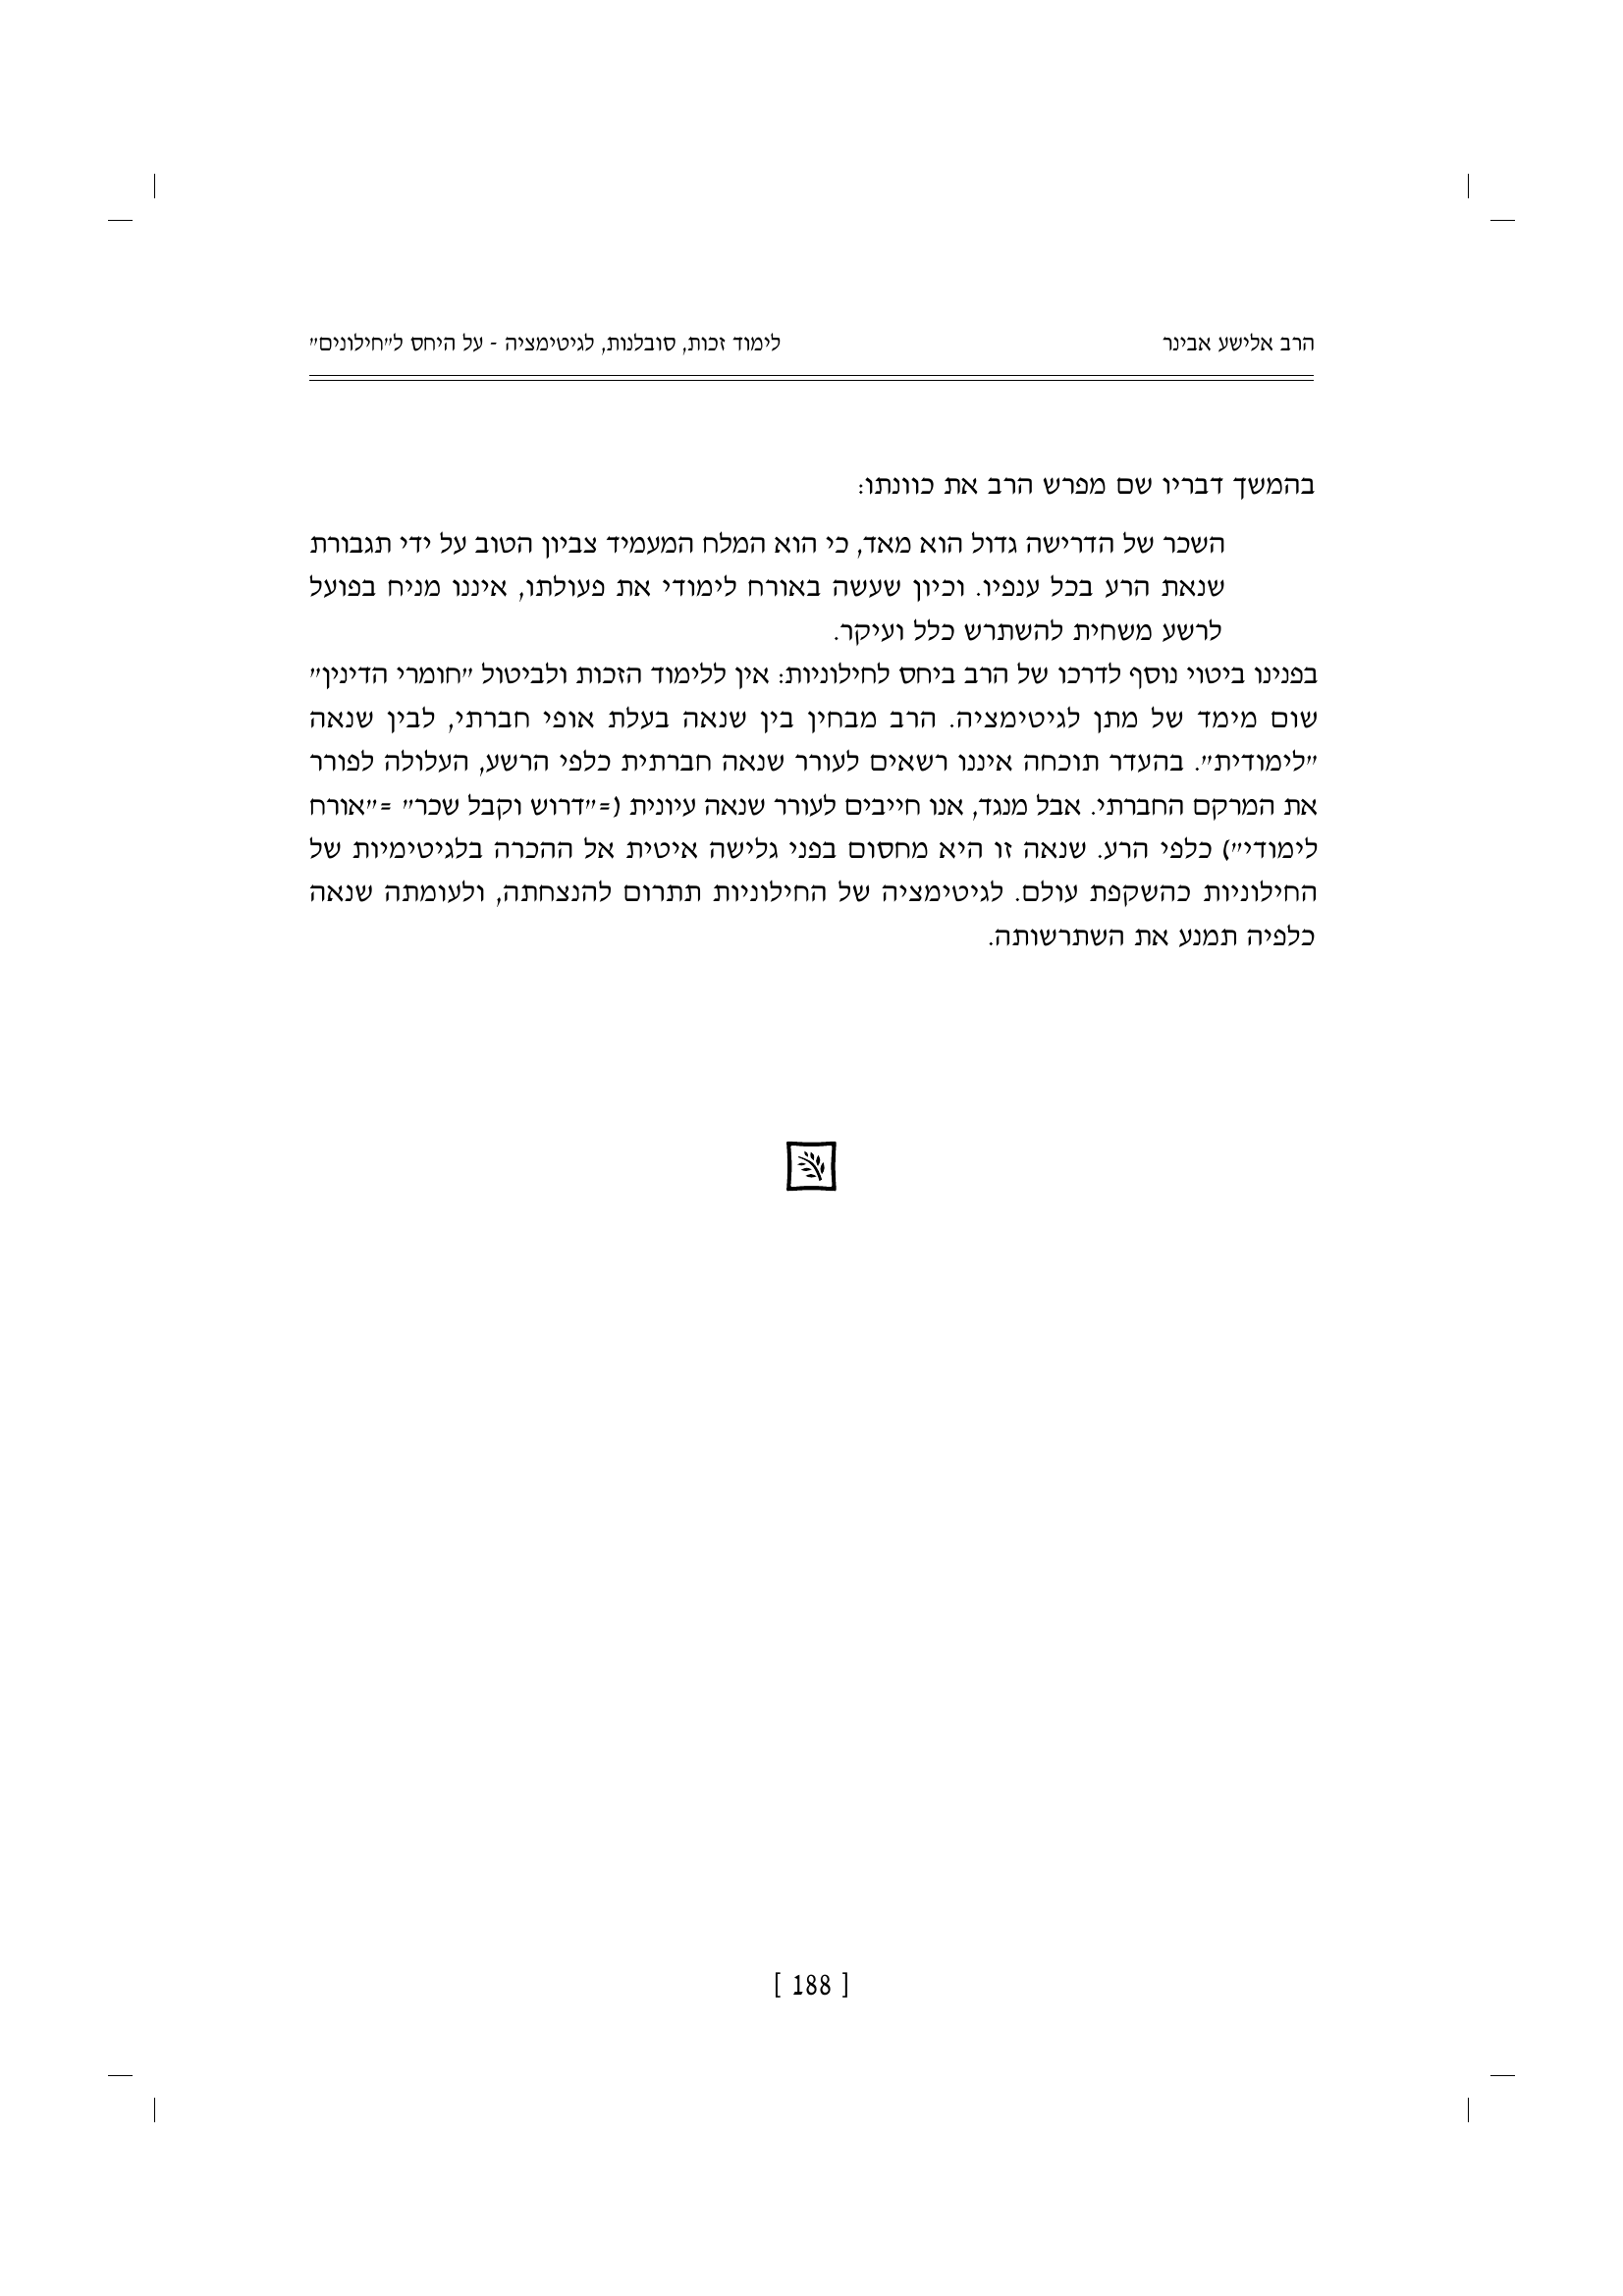 הרב אלישע אבינר לימוד זכות, סובלנות, לגיטימציה - על היחס ל"חילונים"
בהמשך דבריו שם מפרש הרב את כוונתו:
השכר של הדרישה גדול הוא מאד, כי הוא המלח המעמיד צביון הטוב על ידי תגבורת
שנאת הרע בכל ענפיו. וכיון שעשה באורח לימודי את פעולתו, איננו מניח בפועל
לרשע משחית להשתרש כלל ועיקר.
בפנינו ביטוי נוסף לדרכו של הרב ביחס לחילוניות: אין ללימוד הזכות ולביטול "חומרי הדינין"
שום מימד של מתן לגיטימציה. הרב מבחין בין שנאה בעלת אופי חברתי, לבין שנאה
"לימודית". בהעדר תוכחה איננו רשאים לעורר שנאה חברתית כלפי הרשע, העלולה לפורר
את המרקם החברתי. אבל מנגד, אנו חייבים לעורר שנאה עיונית (="דרוש וקבל שכר" ="אורח
לימודי") כלפי הרע. שנאה זו היא מחסום בפני גלישה איטית אל ההכרה בלגיטימיות של
החילוניות כהשקפת עולם. לגיטימציה של החילוניות תתרום להנצחתה, ולעומתה שנאה
כלפיה תמנע את השתרשותה.
[ 188 ]